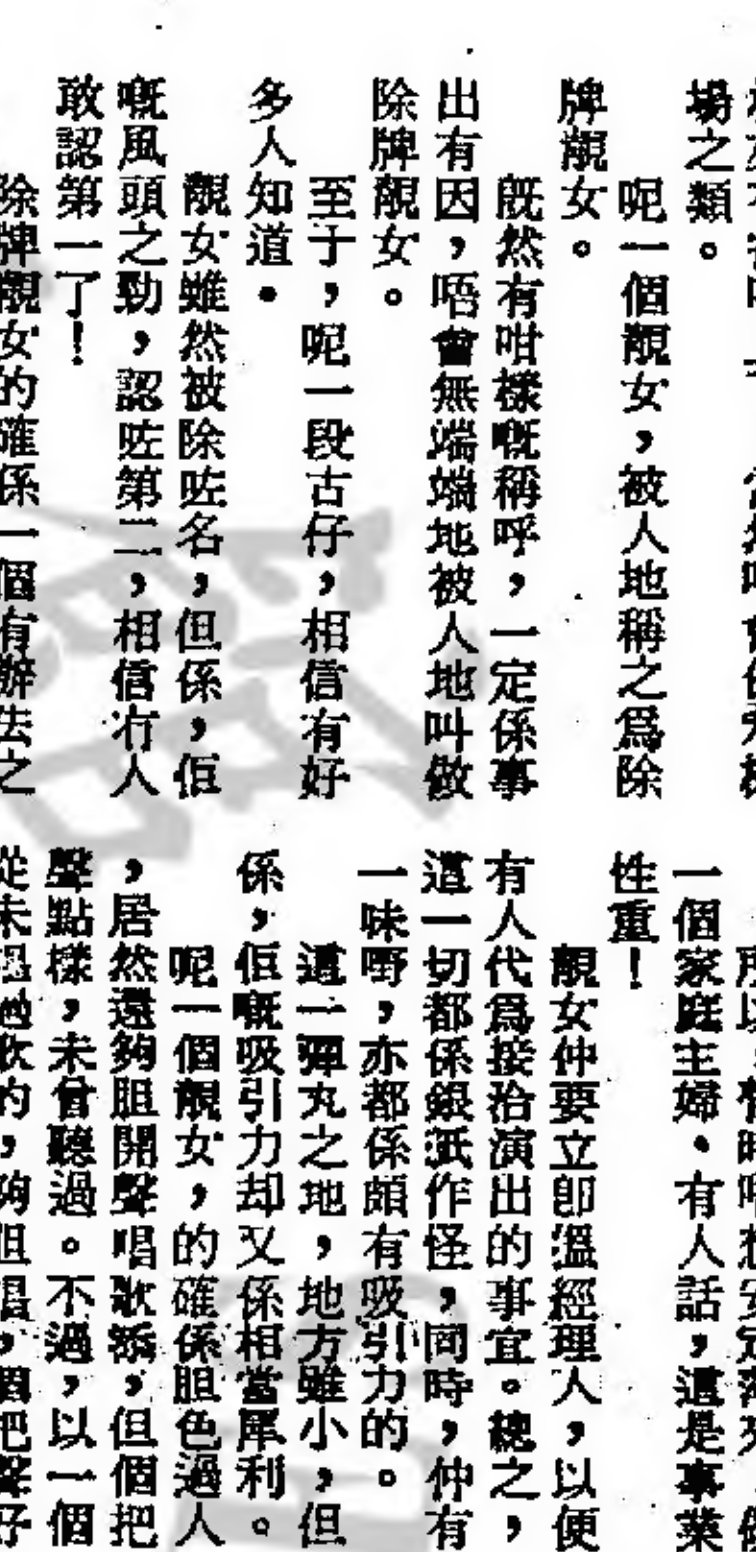 場之類。
呢一個靚女，被人地稱之爲除
牌靚女。
既然有咁樣嘅稱呼，一定係事
出有因，唔會無端端地被人地叫做
除牌靚女。
至于，呢一段古仔，相信有好
多人知道。
靚女雖然被除咗名，但係，佢
嘅風頭之勁，認咗第二，相信冇人
敢認第一了！
除牌靚女的確係一個有辦法之
一個家庭主婦。有人話，這是事業
性重！
靚女仲要立卽溫經理人，以便
有人代爲接洽演出的事宜。總之，
這一切都係銀紙作怪，同時，仲有
一味嘢，亦都係頗有吸引力的。
這一彈丸之地，地方雖小，但
係，佢嘅吸引力却又係相當犀利。
呢一個靚女，的確係胆色過人
，居然還夠胆開聲唱歌添，但個把
聲點樣，未曾聽過。不過，以一個
從未唱過歌的，夠胆唱，個把聲好